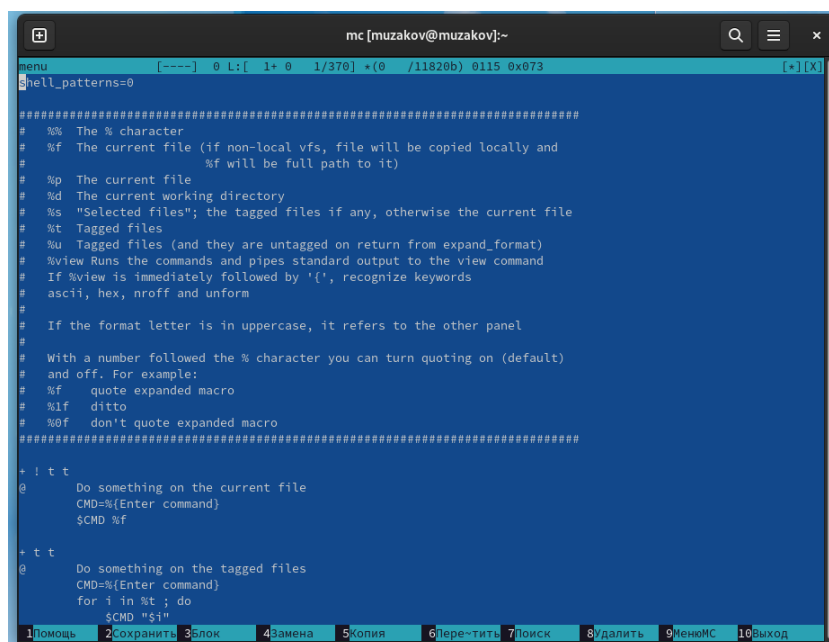 mc [muzakov@muzakov]:~
menu [----] 0 L:[ 1+ 0 1/370] *(0 /11820b) 0115 0x073 [*][X]
shell_patterns=0
###############################################################################
# %% The % character
# %f The current file (if non-local vfs, file will be copied locally and
# %f will be full path to it)
# %p The current file
# %d The current working directory
# %s "Selected files"; the tagged files if any, otherwise the current file
# %t Tagged files
# %u Tagged files (and they are untagged on return from expand_format)
# %view Runs the commands and pipes standard output to the view command
# If %view is immediately followed by '{', recognize keywords
# ascii, hex, nroff and unform
#
# If the format letter is in uppercase, it refers to the other panel
#
# With a number followed the % character you can turn quoting on (default)
# and off. For example:
# %f quote expanded macro
# %1f ditto
# %0f don't quote expanded macro
###############################################################################
+ ! t t
@ Do something on the current file
CMD=%{Enter command}
$CMD %f
+ t t
@ Do something on the tagged files
CMD=%{Enter command}
for i in %t ; do
$CMD "$i"
1Помощь 2Сохранить 3Блок 4Замена 5Копия 6Пере~тить 7Поиск 8Удалить 9МенюMC 10Выход